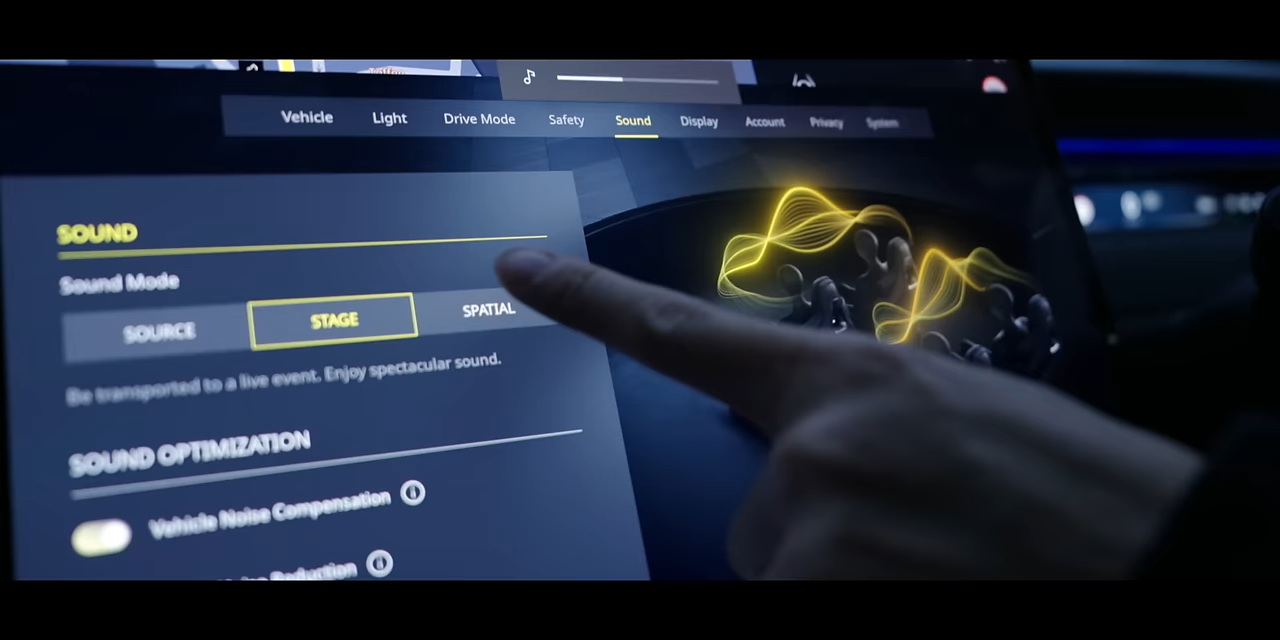 Vehicle Light Drive Mode Safety Sound Display Account Privacy System
SOUND
Sound Mode
SOURCE STAGE SPATIAL
Be transported to a live event. Enjoy spectacular sound.
SOUND OPTIMIZATION
Vehicle Noise Compensation